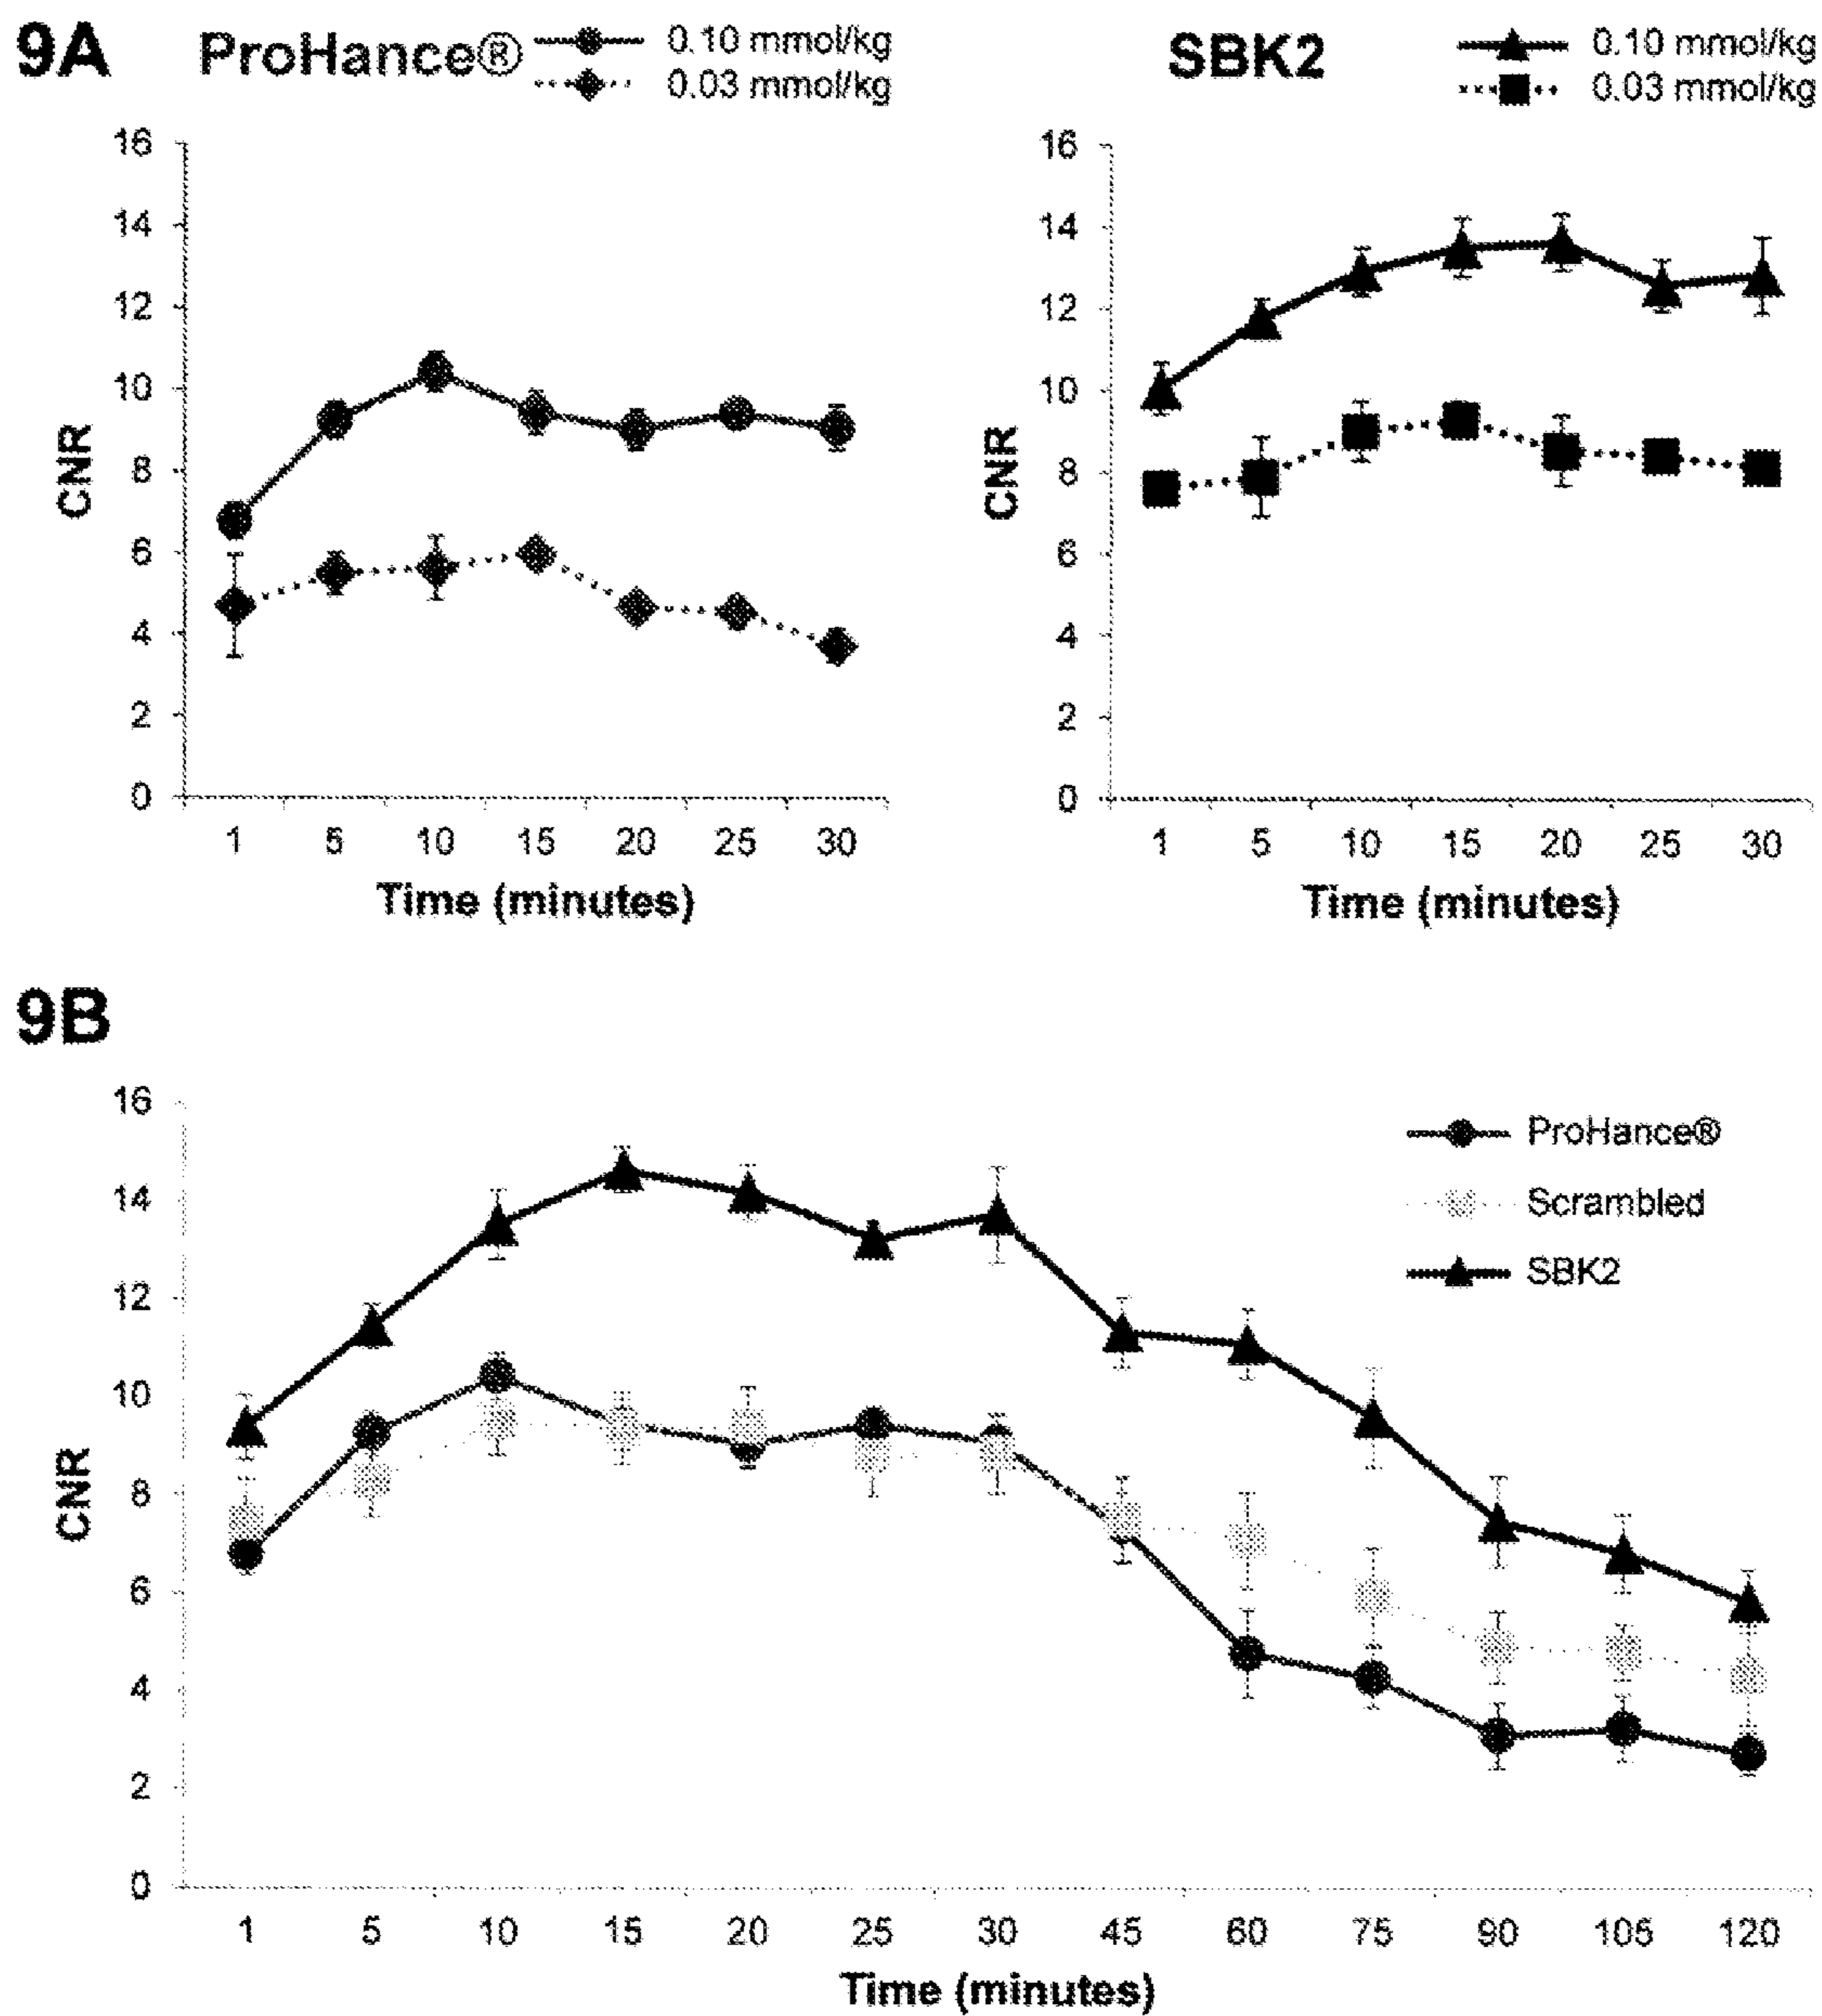 9A
ProHance®
0.10 mmol/kg
0.03 mmol/kg
16
14
12
10
8
6
4
2
0
CNR
1 5 10 15 20 25 30
Time (minutes)
SBK2
0.10 mmol/kg
0.03 mmol/kg
16
14
12
10
8
6
4
2
0
CNR
1 5 10 15 20 25 30
Time (minutes)
9B
16
14
12
10
8
6
4
2
0
CNR
ProHance®
Scrambled
SBK2
1 5 10 15 20 25 30 45 60 75 90 105 120
Time (minutes)